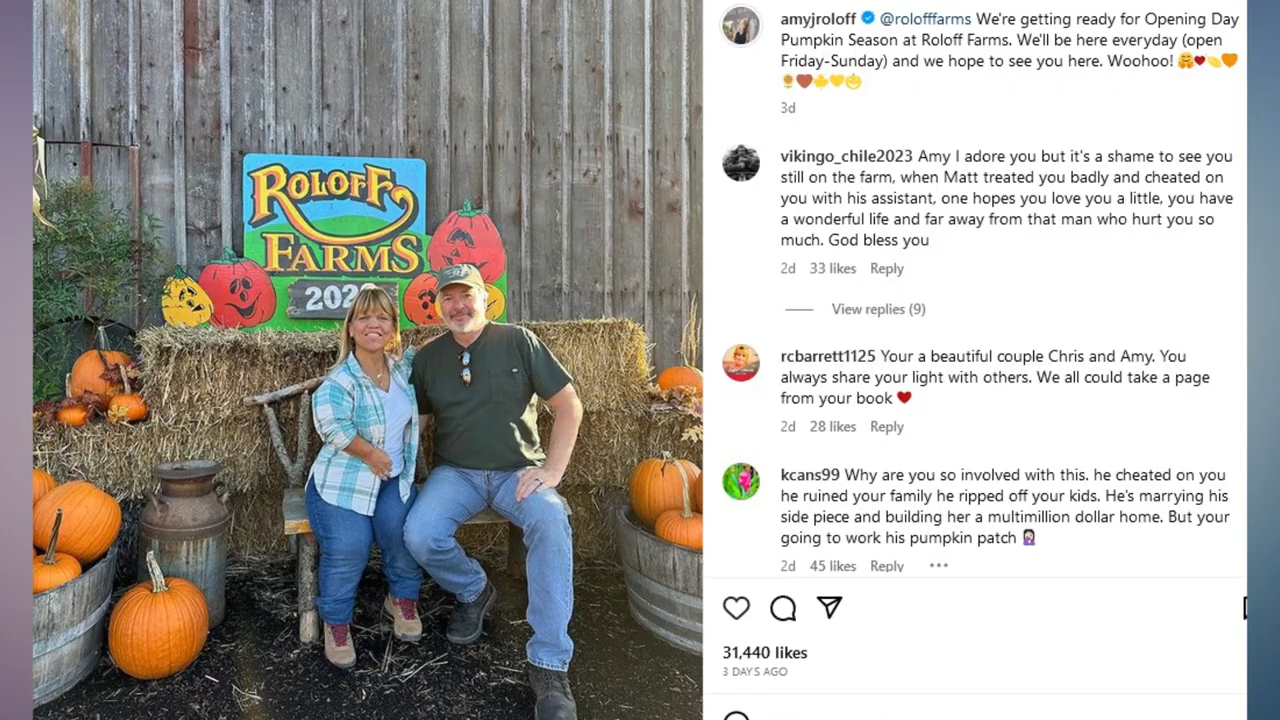 ROLOFF
FARMS
202
amyjroloff @rolofffarms We're getting ready for Opening Day
Pumpkin Season at Roloff Farms. We'll be here everyday (open
Friday-Sunday) and we hope to see you here. Woohoo! 🤗♥️🍋🧡
🌻🤎🍁💛😁
3d
vikingo_chile2023 Amy I adore you but it's a shame to see you
still on the farm, when Matt treated you badly and cheated on
you with his assistant, one hopes you love you a little, you have
a wonderful life and far away from that man who hurt you so
much. God bless you
2d 33 likes Reply
View replies (9)
rcbarrett1125 Your a beautiful couple Chris and Amy. You
always share your light with others. We all could take a page
from your book ❤️
2d 28 likes Reply
kcans99 Why are you so involved with this. he cheated on you
he ruined your family he ripped off your kids. He's marrying his
side piece and building her a multimillion dollar home. But your
going to work his pumpkin patch 🤦🏻‍♀️
2d 45 likes Reply •••
31,440 likes
3 DAYS AGO